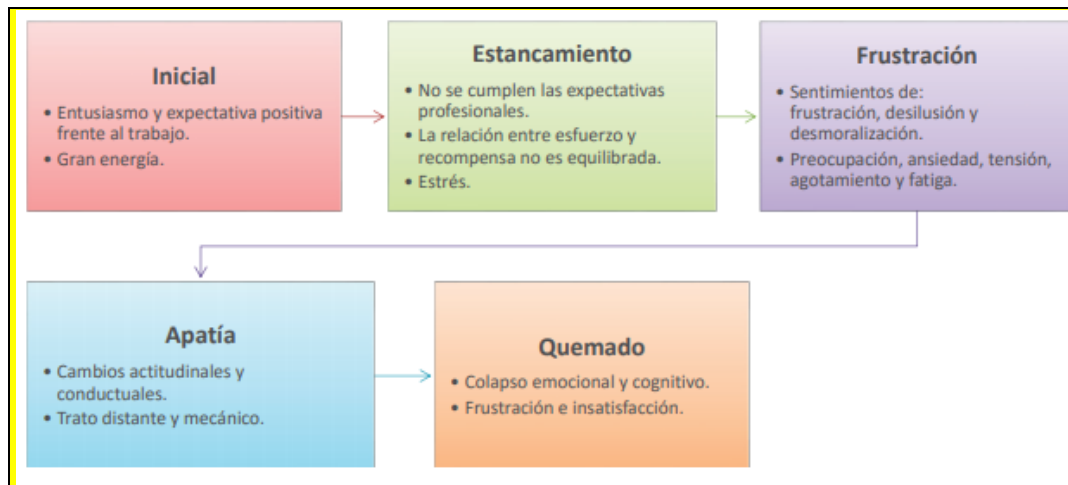 Inicial
• Entusiasmo y expectativa positiva
frente al trabajo.
• Gran energía.
Estancamiento
• No se cumplen las expectativas
profesionales.
• La relación entre esfuerzo y
recompensa no es equilibrada.
• Estrés.
Frustración
• Sentimientos de:
frustración, desilusión y
desmoralización.
• Preocupación, ansiedad, tensión,
agotamiento y fatiga.
Apatía
• Cambios actitudinales y
conductuales.
• Trato distante y mecánico.
Quemado
• Colapso emocional y cognitivo.
• Frustración e insatisfacción.